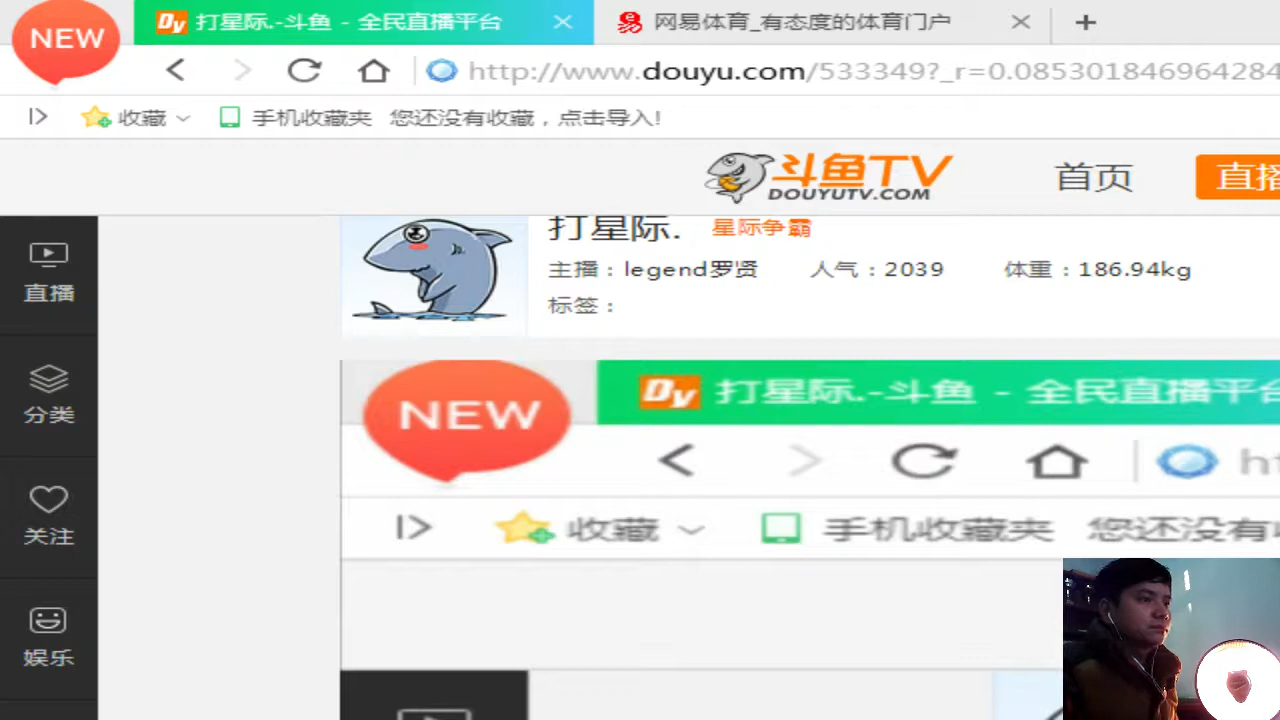 NEW
Dy 打星际.-斗鱼 - 全民直播平台
网易体育_有态度的体育门户
http://www.douyu.com/533349?_r=0.085301846964284
收藏
手机收藏夹 您还没有收藏，点击导入!
斗鱼TV
DOUYUTV.COM
首页
直播
打星际. 星际争霸
主播：legend罗贤 人气：2039 体重：186.94kg
标签：
直播
分类
关注
娱乐
NEW
Dy 打星际.-斗鱼 - 全民直播平台
ht
收藏
手机收藏夹 您还没有